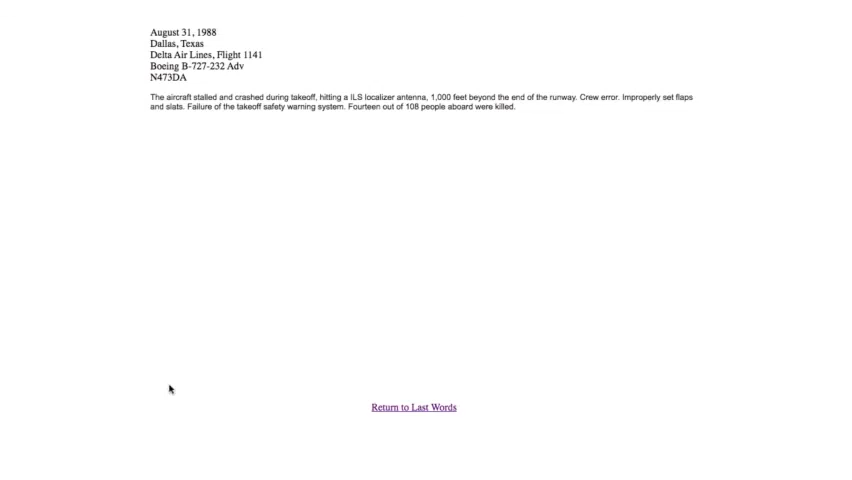 August 31, 1988
Dallas, Texas
Delta Air Lines, Flight 1141
Boeing B-727-232 Adv
N473DA
The aircraft stalled and crashed during takeoff, hitting a ILS localizer antenna, 1,000 feet beyond the end of the runway. Crew error. Improperly set flaps
and slats. Failure of the takeoff safety warning system. Fourteen out of 108 people aboard were killed.
Return to Last Words